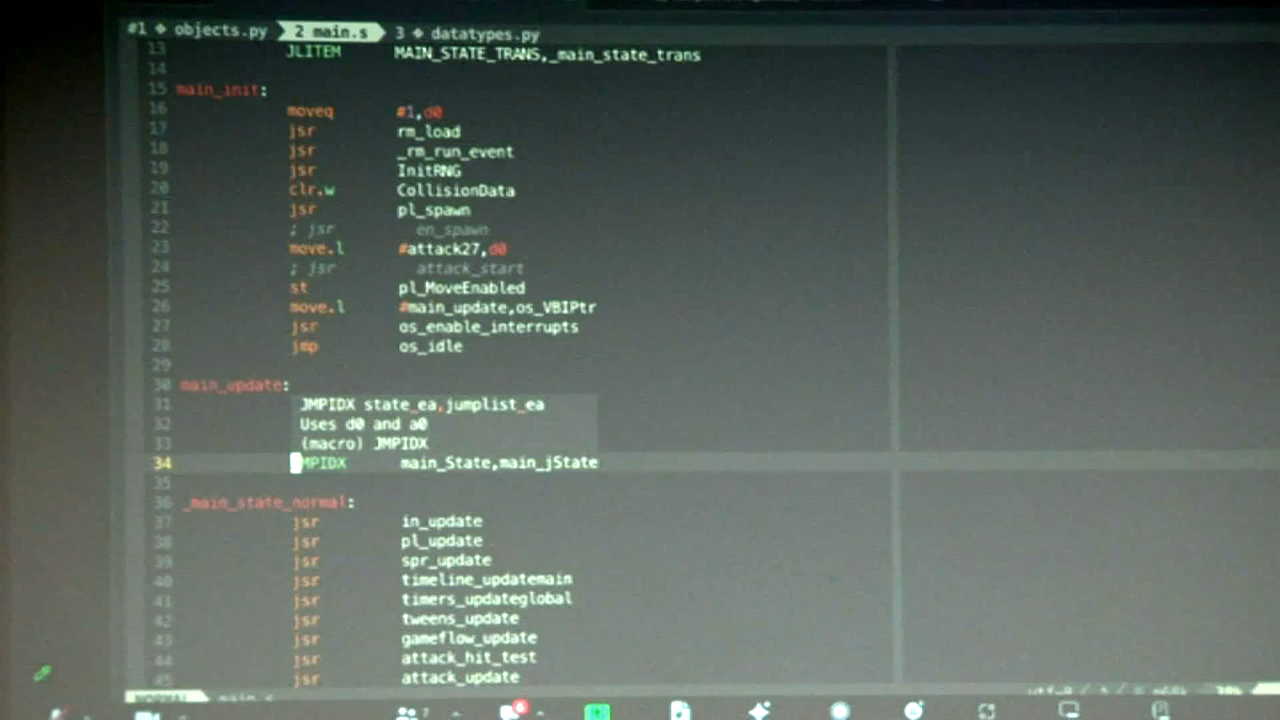 #1 objects.py 2 main.s 3 datatypes.py
13 JLITEM MAIN_STATE_TRANS,_main_state_trans
14
15 main_init:
16 moveq #1,d0
17 jsr rm_load
18 jsr _rm_run_event
19 jsr InitRNG
20 clr.w CollisionData
21 jsr pl_spawn
22 ; jsr en_spawn
23 move.l #attack27,d0
24 ; jsr attack_start
25 st pl_MoveEnabled
26 move.l #main_update,os_VBIPtr
27 jsr os_enable_interrupts
28 jmp os_idle
29
30 main_update:
31 JMPIDX state_ea,jumplist_ea
32 Uses d0 and a0
33 (macro) JMPIDX
34 JMPIDX main_State,main_jState
35
36 _main_state_normal:
37 jsr in_update
38 jsr pl_update
39 jsr spr_update
40 jsr timeline_updatemain
41 jsr timers_updateglobal
42 jsr tweens_update
43 jsr gameflow_update
44 jsr attack_hit_test
45 jsr attack_update
NORMAL main.s